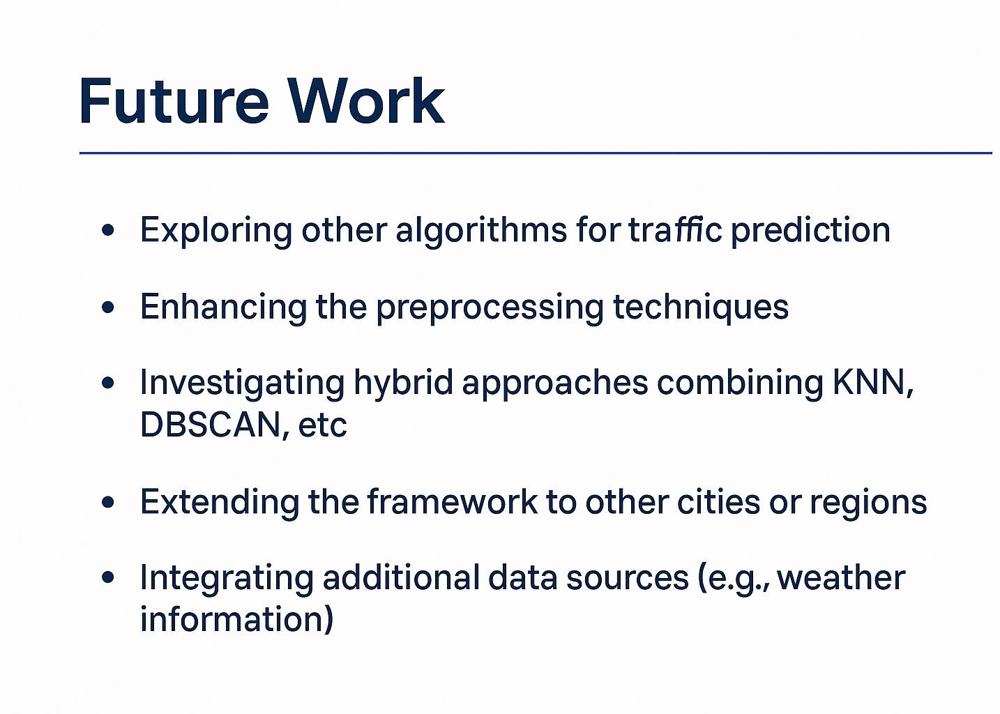 Future Work
• Exploring other algorithms for traffic prediction
• Enhancing the preprocessing techniques
• Investigating hybrid approaches combining KNN,
DBSCAN, etc
• Extending the framework to other cities or regions
• Integrating additional data sources (e.g., weather
information)